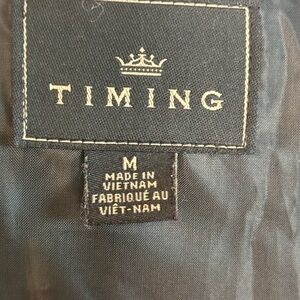 TIMING
M
MADE IN
VIETNAM
FABRIQUÉ AU
VIÊT-NAM